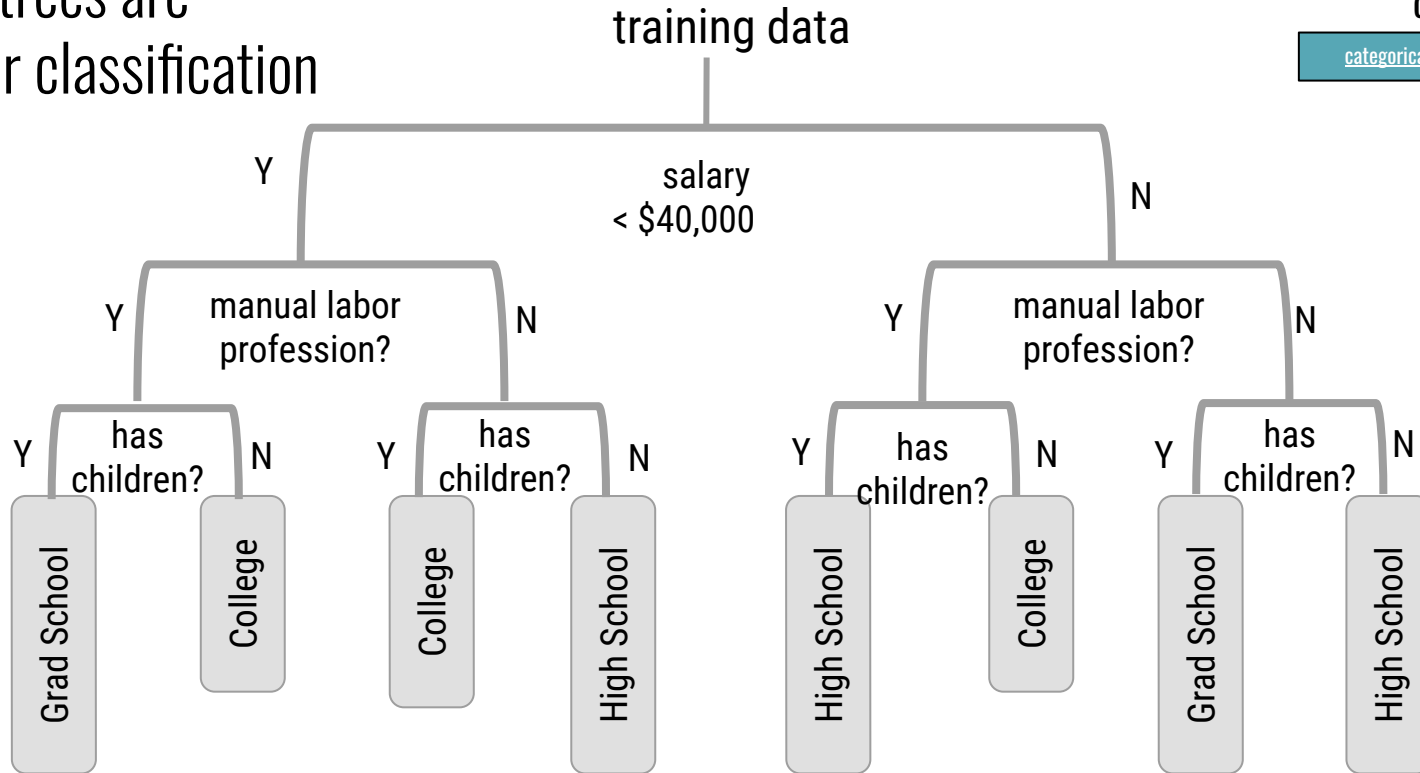 trees are
r classification
training data
categorica
Y
salary
< $40,000
N
Y
manual labor
profession?
N
Y
manual labor
profession?
N
Y
has
children?
N
Y
has
children?
N
Y
has
children?
N
Y
has
children?
N
Grad School
College
College
High School
High School
College
Grad School
High School